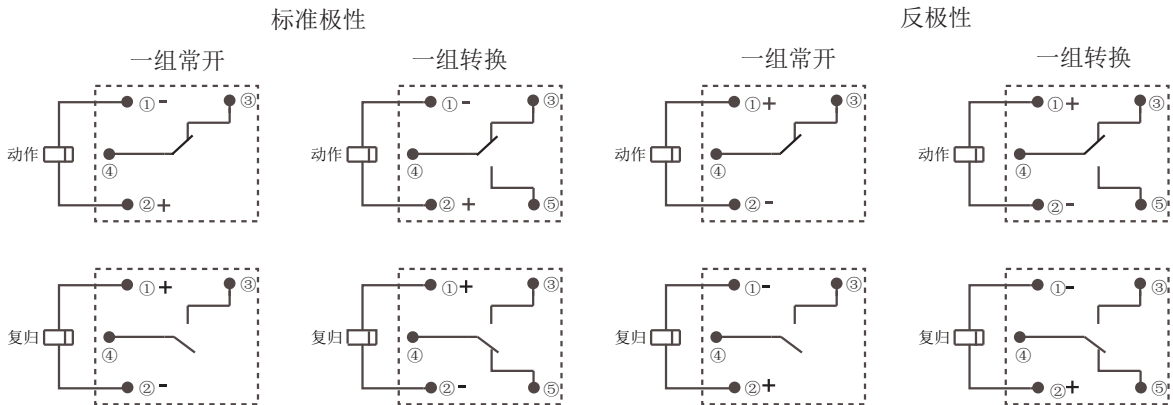 标准极性
反极性
一组常开
一组转换
一组常开
一组转换
动作
①-
③
④
②+
动作
①-
③
④
②+
⑤
动作
①+
③
④
②-
动作
①+
③
④
②-
⑤
复归
①+
③
④
②-
复归
①+
③
④
②-
⑤
复归
①-
③
④
②+
复归
①-
③
④
②+
⑤